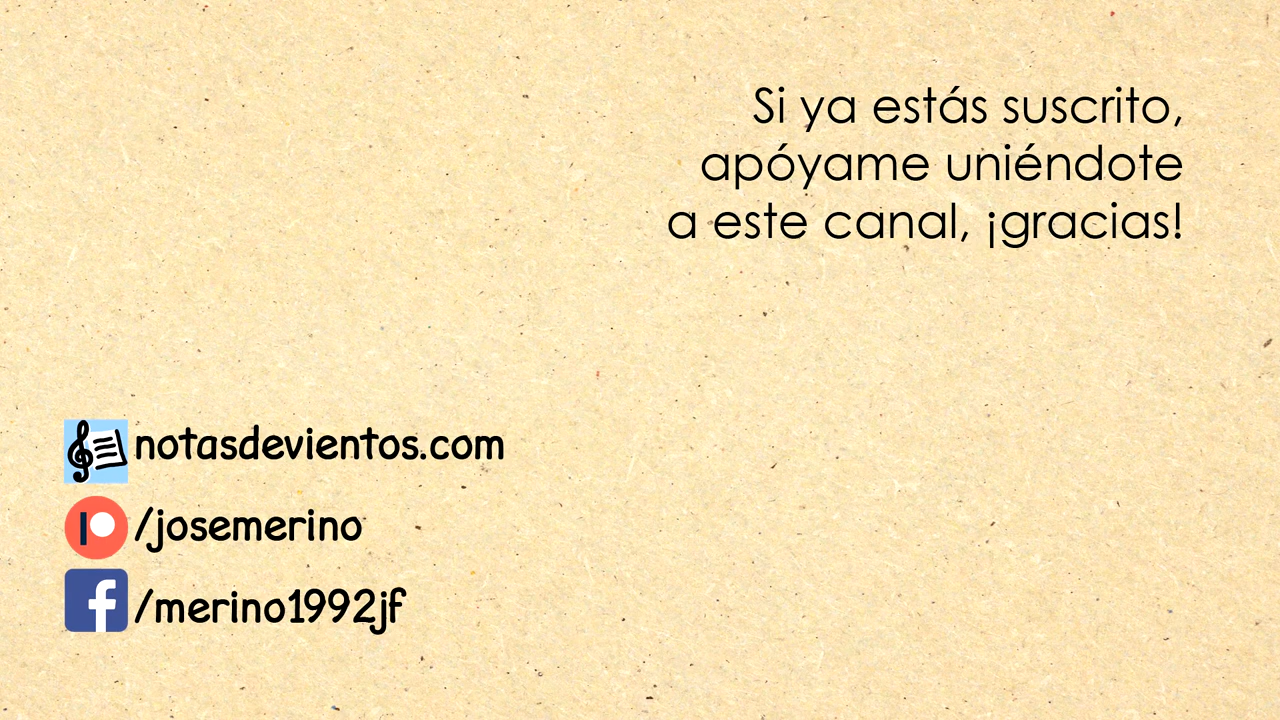 Si ya estás suscrito,
apóyame uniéndote
a este canal, ¡gracias!
notasdevientos.com
/josemerino
/merino1992jf